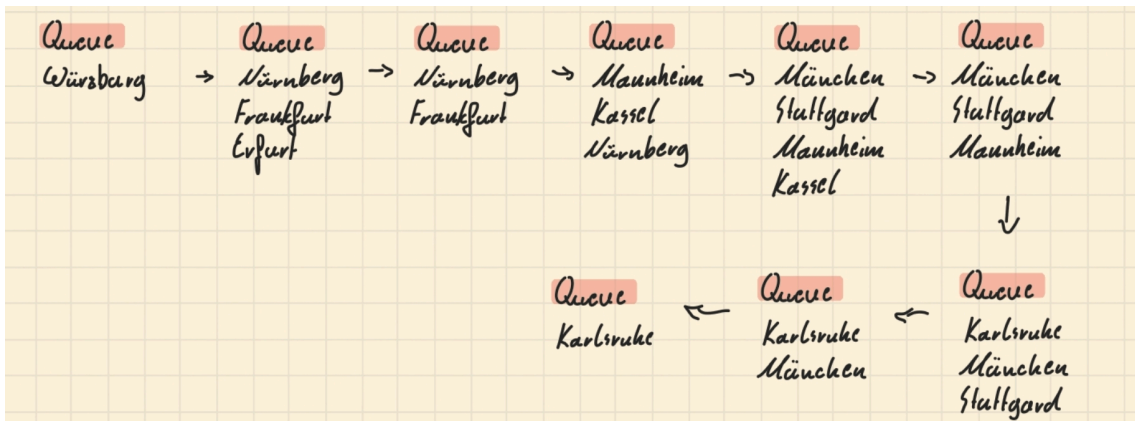 Queue
Würzburg
Queue
Nürnberg
Frankfurt
Erfurt
Queue
Nürnberg
Frankfurt
Queue
Mannheim
Kassel
Nürnberg
Queue
München
Stuttgard
Mannheim
Kassel
Queue
München
Stuttgard
Mannheim
Queue
Karlsruhe
München
Stuttgard
Queue
Karlsruhe
München
Queue
Karlsruhe